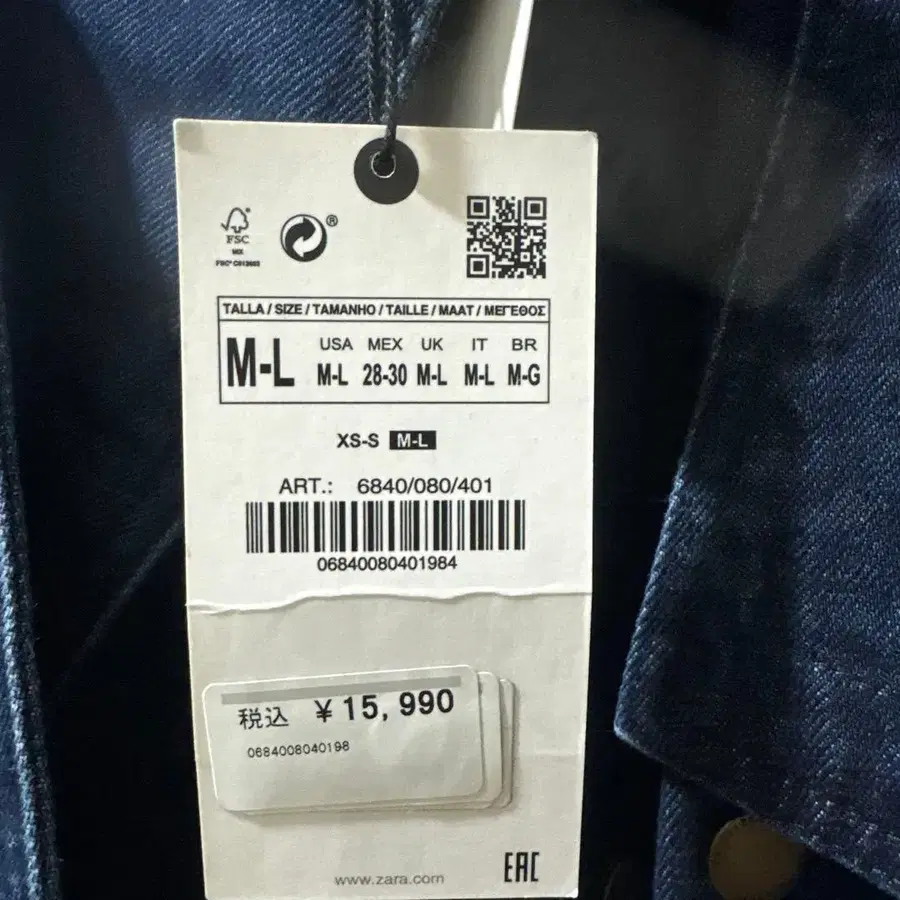 FSC
MIX
FSC® C013683
®
TALLA / SIZE / TAMANHO / TAILLE / MAAT / ΜΕΓΕΘΟΣ
M-L
USA MEX UK IT BR
M-L 28-30 M-L M-L M-G
XS-S M-L
ART.: 6840/080/401
06840080401984
税込 ¥15,990
0684008040198
www.zara.com
EAC